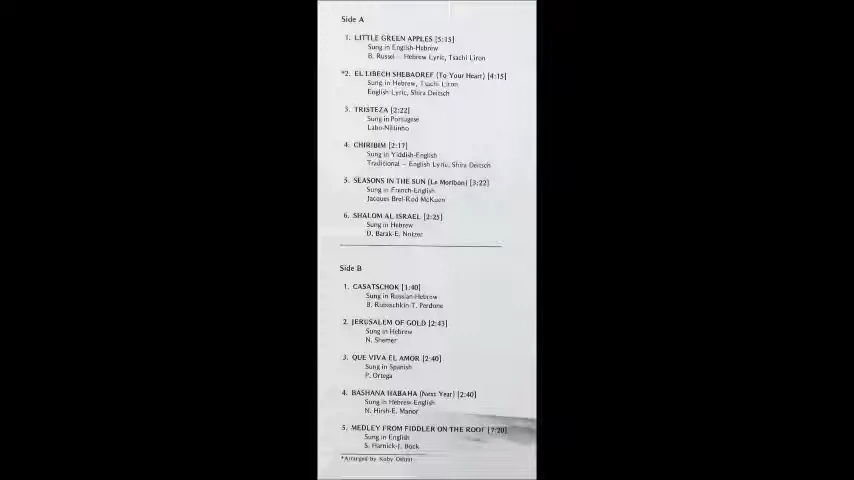 Side A
1. LITTLE GREEN APPLES [5:15]
Sung in English-Hebrew
B. Russel — Hebrew Lyric, Tsachi Liron
*2. EL LIBECH SHEBAOREF (To Your Heart) [4:15]
Sung in Hebrew, Tsachi Liron
English Lyric, Shira Deitsch
3. TRISTEZA [2:22]
Sung in Portugese
Labo-Niltinho
4. CHIRIBIM [2:17]
Sung in Yiddish-English
Traditional — English Lyric, Shira Deitsch
5. SEASONS IN THE SUN (Le Moribon) [3:22]
Sung in French-English
Jacques Brel-Rod McKuen
6. SHALOM AL ISRAEL [2:25]
Sung in Hebrew
D. Barak-E. Netzer
Side B
1. CASATSCHOK [1:40]
Sung in Russian-Hebrew
B. Rubaschkin-T. Perdone
2. JERUSALEM OF GOLD [2:43]
Sung in Hebrew
N. Shemer
3. QUE VIVA EL AMOR [2:40]
Sung in Spanish
P. Ortega
4. BASHANA HABAHA (Next Year) [2:40]
Sung in Hebrew-English
N. Hirsh-E. Manor
5. MEDLEY FROM FIDDLER ON THE ROOF [7:20]
Sung in English
S. Harnick-J. Bock
*Arranged by Koby Oshrat